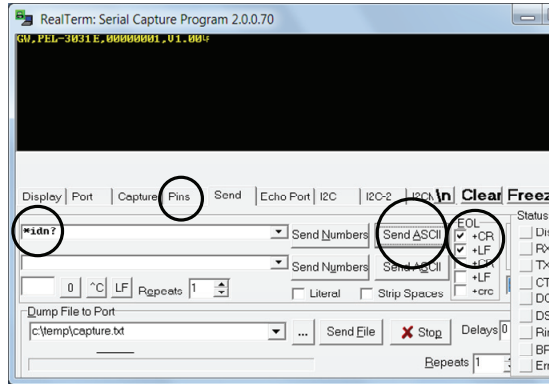 RealTerm: Serial Capture Program 2.0.0.70
GW,PEL-3031E,00000001,V1.00
Display Port Capture Pins Send Echo Port I2C I2C-2 \n Clear Freez
EOL Status
*idn? Send Numbers Send ASCII +CR
+LF
Send Numbers Send ASCII +CR
+LF
0 ^C LF Repeats 1 Literal Strip Spaces +crc
Dump File to Port
c:\temp\capture.txt ... Send File Stop Delays 0
Repeats 1